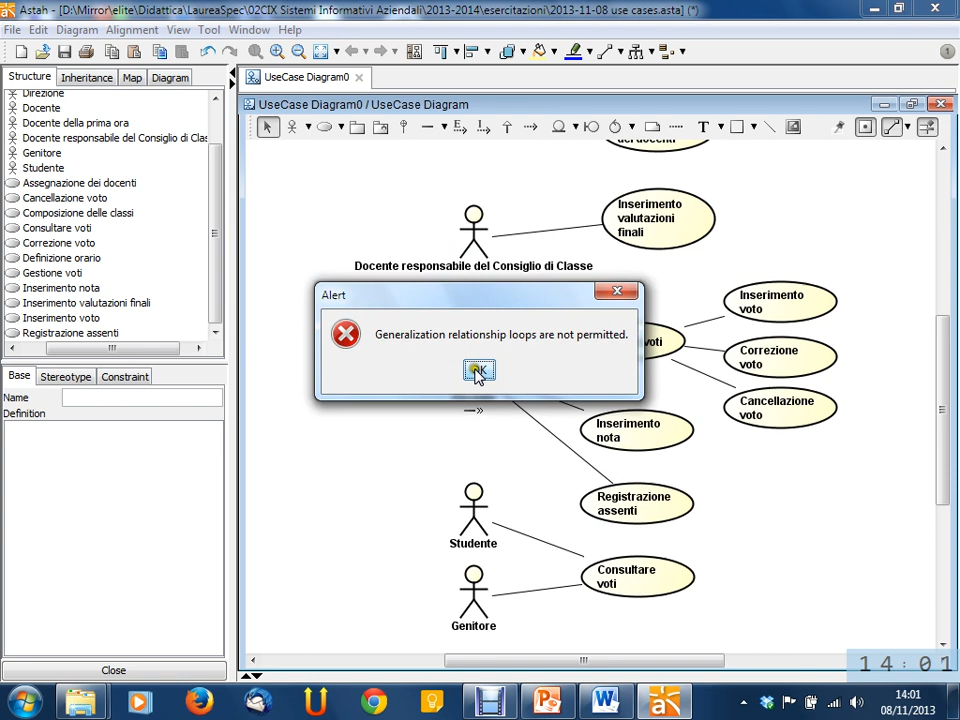 Astah - [D:\Mirror\elite\Didattica\LaureaSpec\02CIX Sistemi Informativi Aziendali\2013-2014\esercitazioni\2013-11-08 use cases.asta] (*)
File Edit Diagram Alignment View Tool Window Help
Structure Inheritance Map Diagram
UseCase Diagram0
UseCase Diagram0 / UseCase Diagram
Direzione
Docente
Docente della prima ora
Docente responsabile del Consiglio di Clas
Genitore
Studente
Assegnazione dei docenti
Cancellazione voto
Composizione delle classi
Consultare voti
Correzione voto
Definizione orario
Gestione voti
Inserimento nota
Inserimento valutazioni finali
Inserimento voto
Registrazione assenti
Base Stereotype Constraint
Name
Definition
Close
dei docenti
Inserimento
valutazioni
finali
Docente responsabile del Consiglio di Classe
Alert
Generalization relationship loops are not permitted.
OK
voti
Inserimento
voto
Correzione
voto
Cancellazione
voto
Inserimento
nota
Registrazione
assenti
Studente
Consultare
voti
Genitore
14:01
14:01
08/11/2013